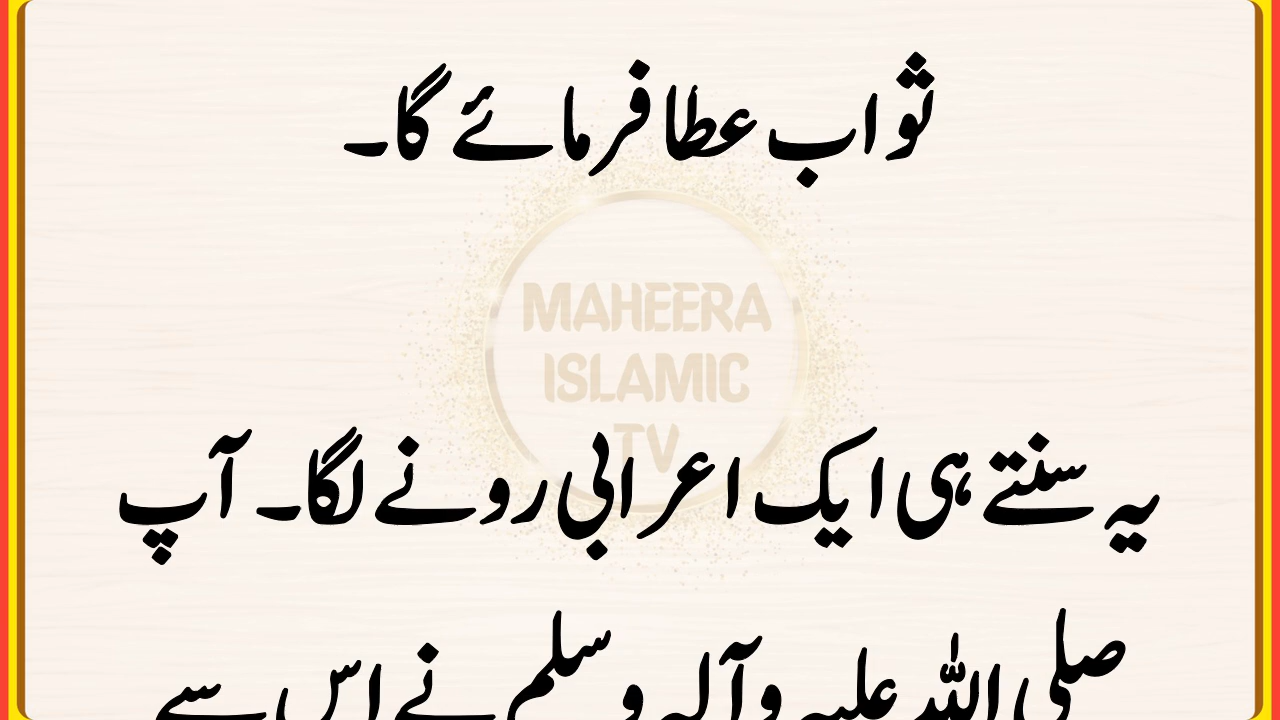 ثواب عطا فرمائے گا۔
MAHEERA
ISLAMIC
TV
یہ سنتے ہی ایک اعرابی رونے لگا۔ آپ
صلی اللہ علیہ وآلہ وسلم نے اس سے